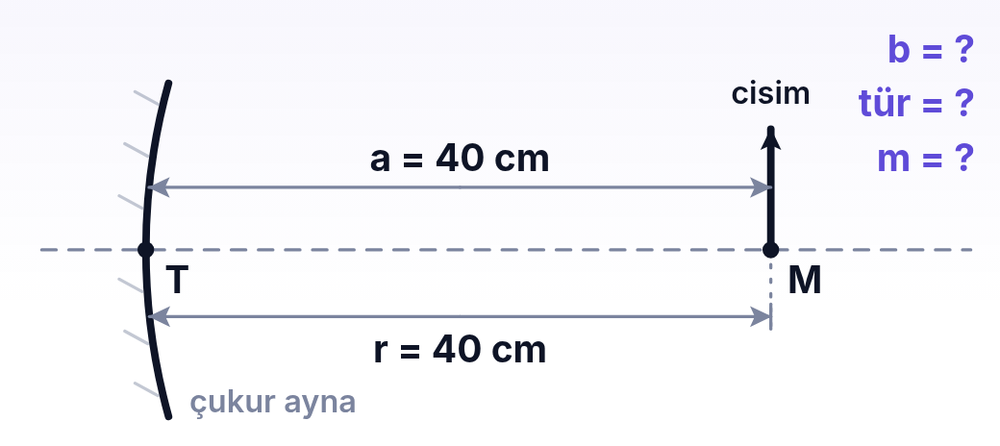 b = ?
cisim
tür = ?
a = 40 cm
m = ?
T
M
r = 40 cm
çukur ayna